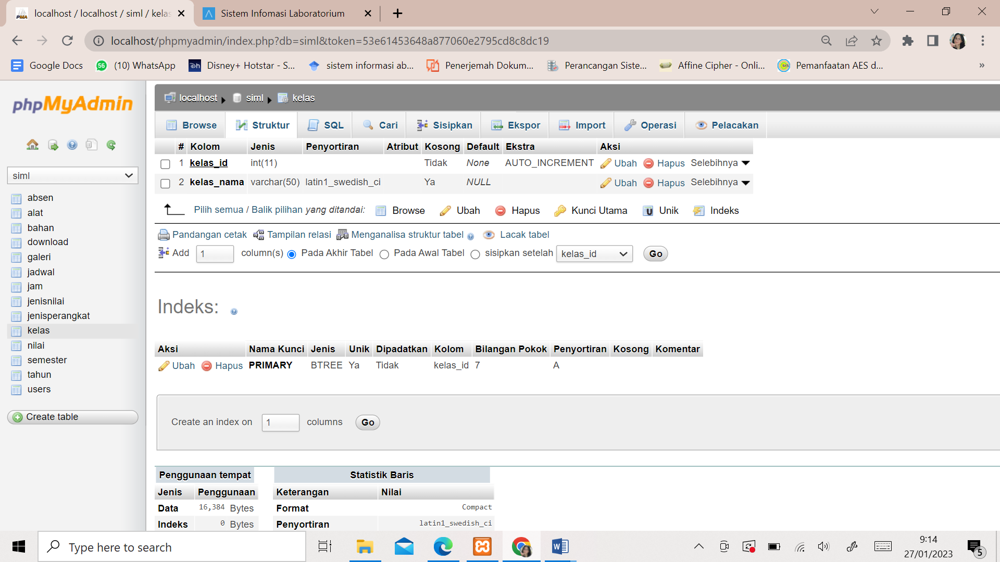 localhost / localhost / siml / kelas
Sistem Infomasi Laboratorium
localhost/phpmyadmin/index.php?db=siml&token=53e61453648a877060e2795cd8c8dc19
Google Docs
56
(10) WhatsApp
Disney+ Hotstar - S...
sistem informasi ab...
Penerjemah Dokum...
Perancangan Siste...
Affine Cipher - Onli...
Pemanfaatan AES d...
»
phpMyAdmin
siml
absen
alat
bahan
download
galeri
jadwal
jam
jenisnilai
jenisperangkat
kelas
nilai
semester
tahun
users
Create table
localhost siml kelas
Browse Struktur SQL Cari Sisipkan Ekspor Import Operasi Pelacakan
# Kolom Jenis Penyortiran Atribut Kosong Default Ekstra Aksi
1 kelas_id int(11) Tidak None AUTO_INCREMENT Ubah Hapus Selebihnya
2 kelas_nama varchar(50) latin1_swedish_ci Ya NULL Ubah Hapus Selebihnya
Pilih semua / Balik pilihan yang ditandai: Browse Ubah Hapus Kunci Utama Unik Indeks
Pandangan cetak Tampilan relasi Menganalisa struktur tabel Lacak tabel
Add 1 column(s) Pada Akhir Tabel Pada Awal Tabel sisipkan setelah kelas_id Go
Indeks:
Aksi Nama Kunci Jenis Unik Dipadatkan Kolom Bilangan Pokok Penyortiran Kosong Komentar
Ubah Hapus PRIMARY BTREE Ya Tidak kelas_id 7 A
Create an index on 1 columns Go
Penggunaan tempat
Jenis Penggunaan
Data 16,384 Bytes
Indeks 0 Bytes
Statistik Baris
Keterangan Nilai
Format Compact
Penyortiran latin1_swedish_ci
Type here to search
9:14
27/01/2023
5